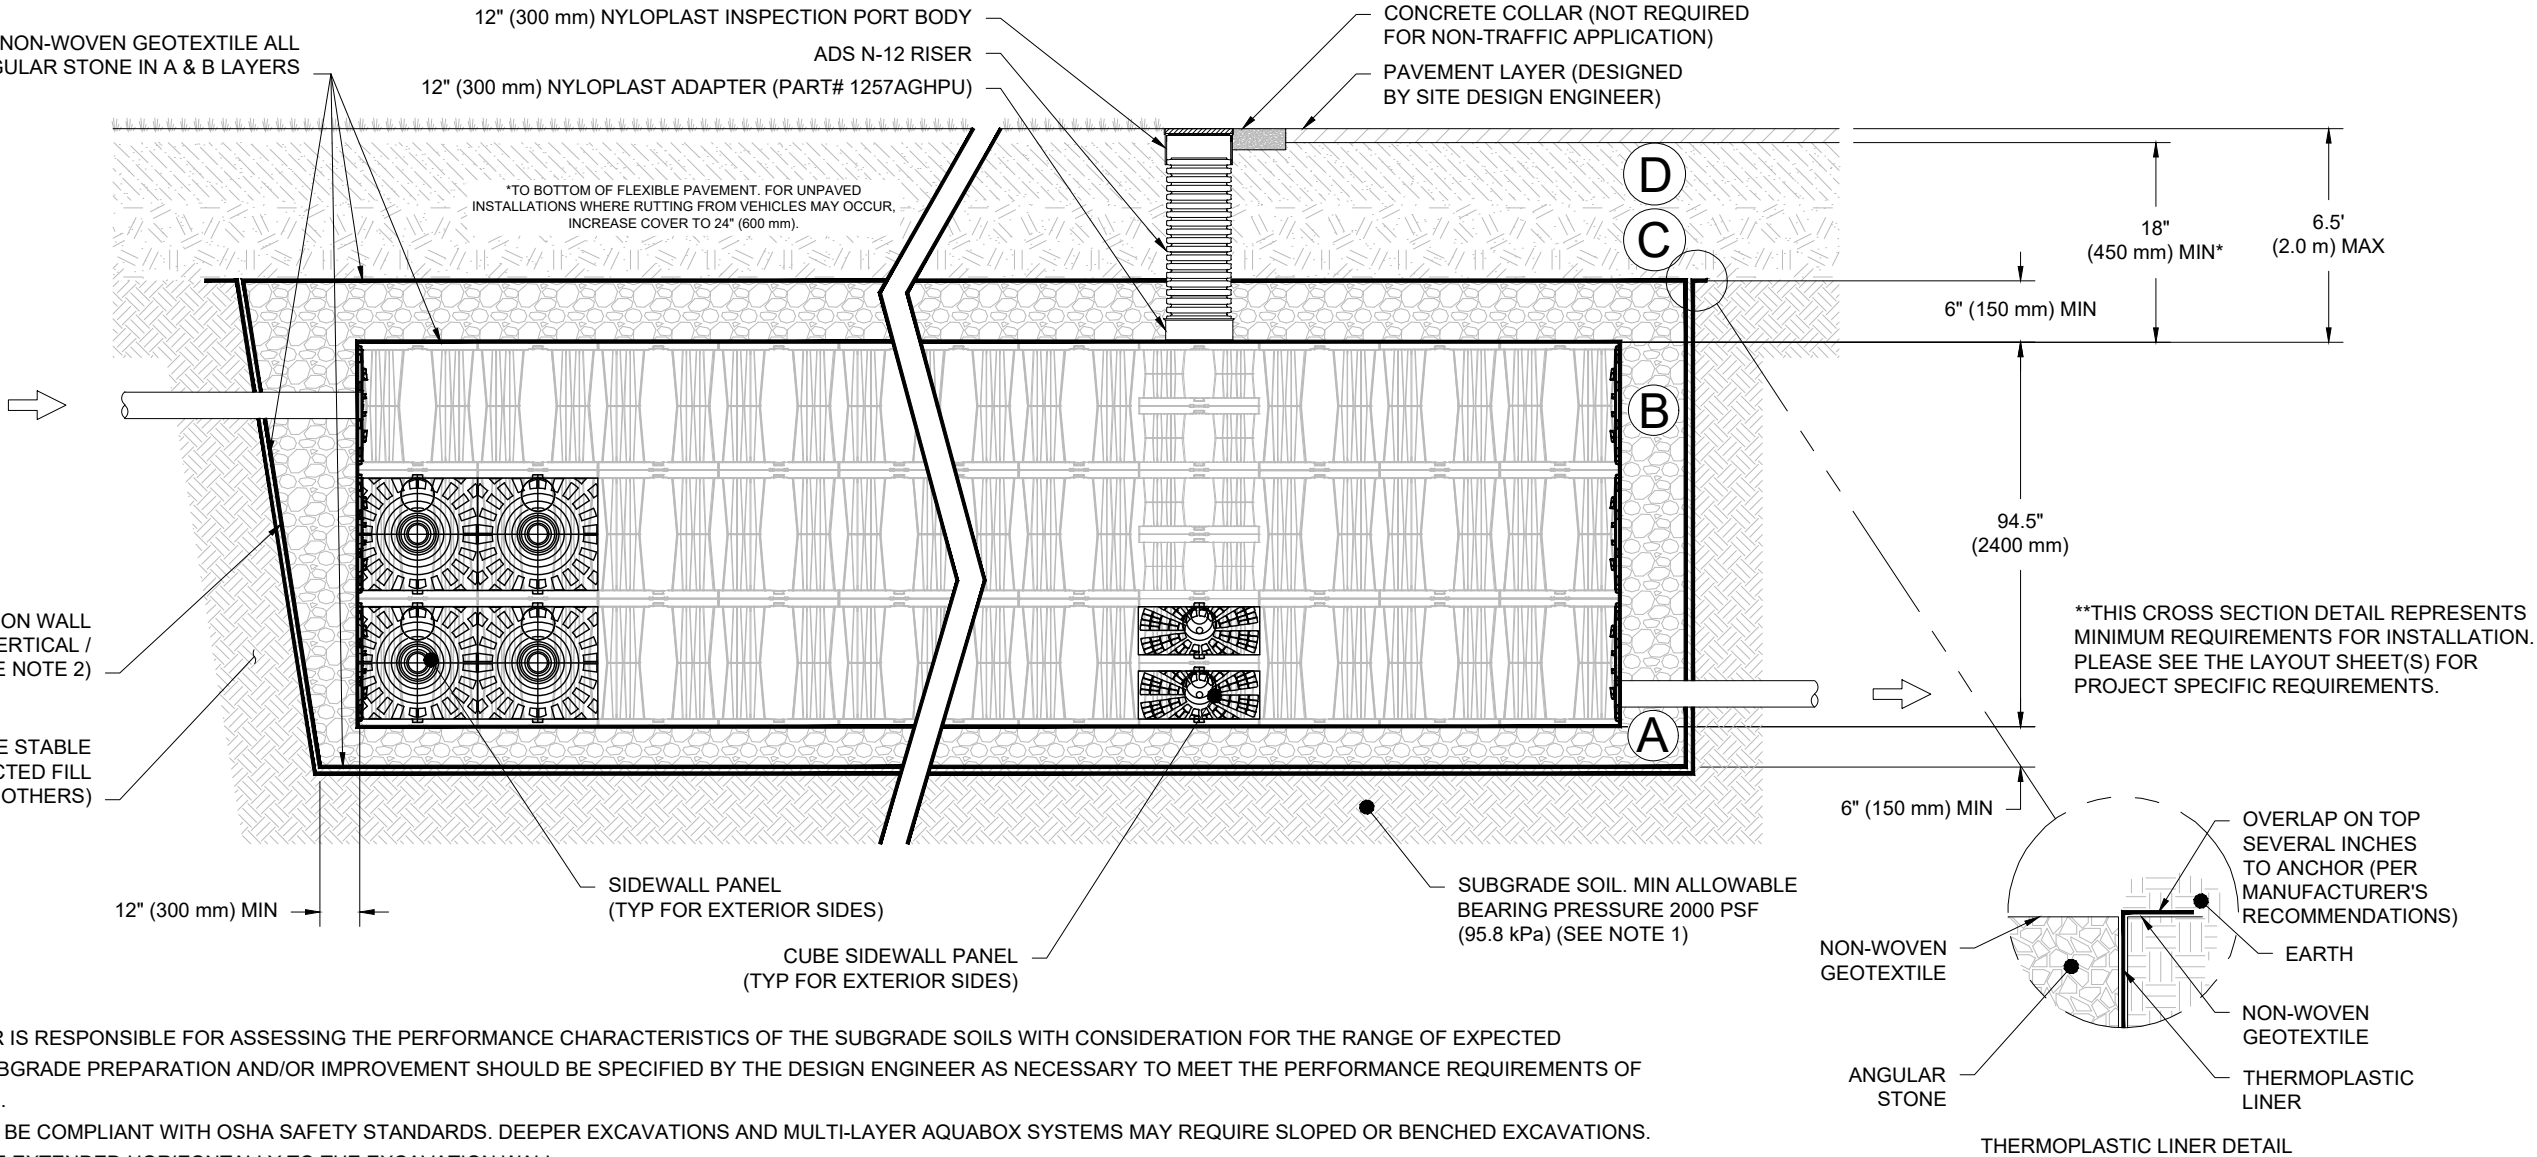 NON-WOVEN GEOTEXTILE ALL
GULAR STONE IN A & B LAYERS
12" (300 mm) NYLOPLAST INSPECTION PORT BODY
ADS N-12 RISER
12" (300 mm) NYLOPLAST ADAPTER (PART# 1257AGHPU)
CONCRETE COLLAR (NOT REQUIRED
FOR NON-TRAFFIC APPLICATION)
PAVEMENT LAYER (DESIGNED
BY SITE DESIGN ENGINEER)
*TO BOTTOM OF FLEXIBLE PAVEMENT. FOR UNPAVED
INSTALLATIONS WHERE RUTTING FROM VEHICLES MAY OCCUR,
INCREASE COVER TO 24" (600 mm).
D
C
18"
(450 mm) MIN*
6.5'
(2.0 m) MAX
6" (150 mm) MIN
B
94.5"
(2400 mm)
ON WALL
ERTICAL /
E NOTE 2)
**THIS CROSS SECTION DETAIL REPRESENTS
MINIMUM REQUIREMENTS FOR INSTALLATION.
PLEASE SEE THE LAYOUT SHEET(S) FOR
PROJECT SPECIFIC REQUIREMENTS.
A
E STABLE
CTED FILL
OTHERS)
6" (150 mm) MIN
12" (300 mm) MIN
SIDEWALL PANEL
(TYP FOR EXTERIOR SIDES)
CUBE SIDEWALL PANEL
(TYP FOR EXTERIOR SIDES)
SUBGRADE SOIL. MIN ALLOWABLE
BEARING PRESSURE 2000 PSF
(95.8 kPa) (SEE NOTE 1)
OVERLAP ON TOP
SEVERAL INCHES
TO ANCHOR (PER
MANUFACTURER'S
RECOMMENDATIONS)
NON-WOVEN
GEOTEXTILE
EARTH
NON-WOVEN
GEOTEXTILE
ANGULAR
STONE
THERMOPLASTIC
LINER
THERMOPLASTIC LINER DETAIL
R IS RESPONSIBLE FOR ASSESSING THE PERFORMANCE CHARACTERISTICS OF THE SUBGRADE SOILS WITH CONSIDERATION FOR THE RANGE OF EXPECTED
BGRADE PREPARATION AND/OR IMPROVEMENT SHOULD BE SPECIFIED BY THE DESIGN ENGINEER AS NECESSARY TO MEET THE PERFORMANCE REQUIREMENTS OF
.
BE COMPLIANT WITH OSHA SAFETY STANDARDS. DEEPER EXCAVATIONS AND MULTI-LAYER AQUABOX SYSTEMS MAY REQUIRE SLOPED OR BENCHED EXCAVATIONS.
EXTENDED HORIZONTALLY TO THE EXCAVATION WALL